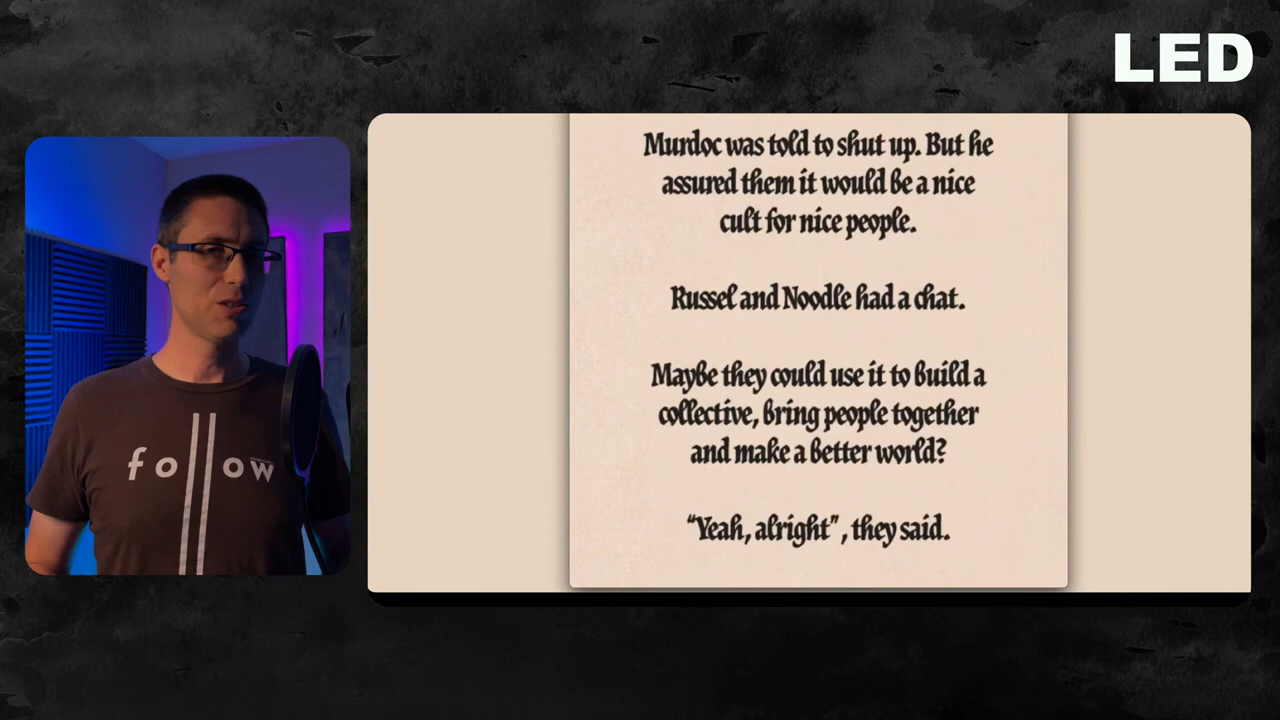 LED
Murdoc was told to shut up. But he
assured them it would be a nice
cult for nice people.
Russel and Noodle had a chat.
Maybe they could use it to build a
collective, bring people together
and make a better world?
“Yeah, alright”, they said.
follow